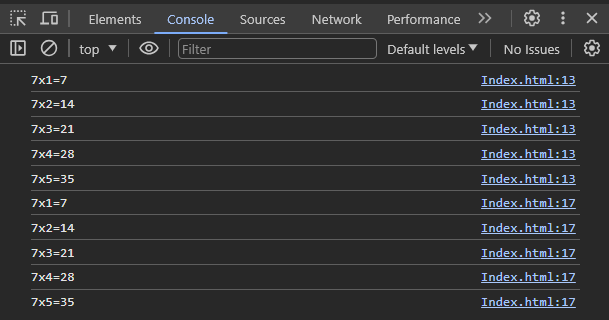 Elements Console Sources Network Performance
top Filter Default levels No Issues
7x1=7 Index.html:13
7x2=14 Index.html:13
7x3=21 Index.html:13
7x4=28 Index.html:13
7x5=35 Index.html:13
7x1=7 Index.html:17
7x2=14 Index.html:17
7x3=21 Index.html:17
7x4=28 Index.html:17
7x5=35 Index.html:17